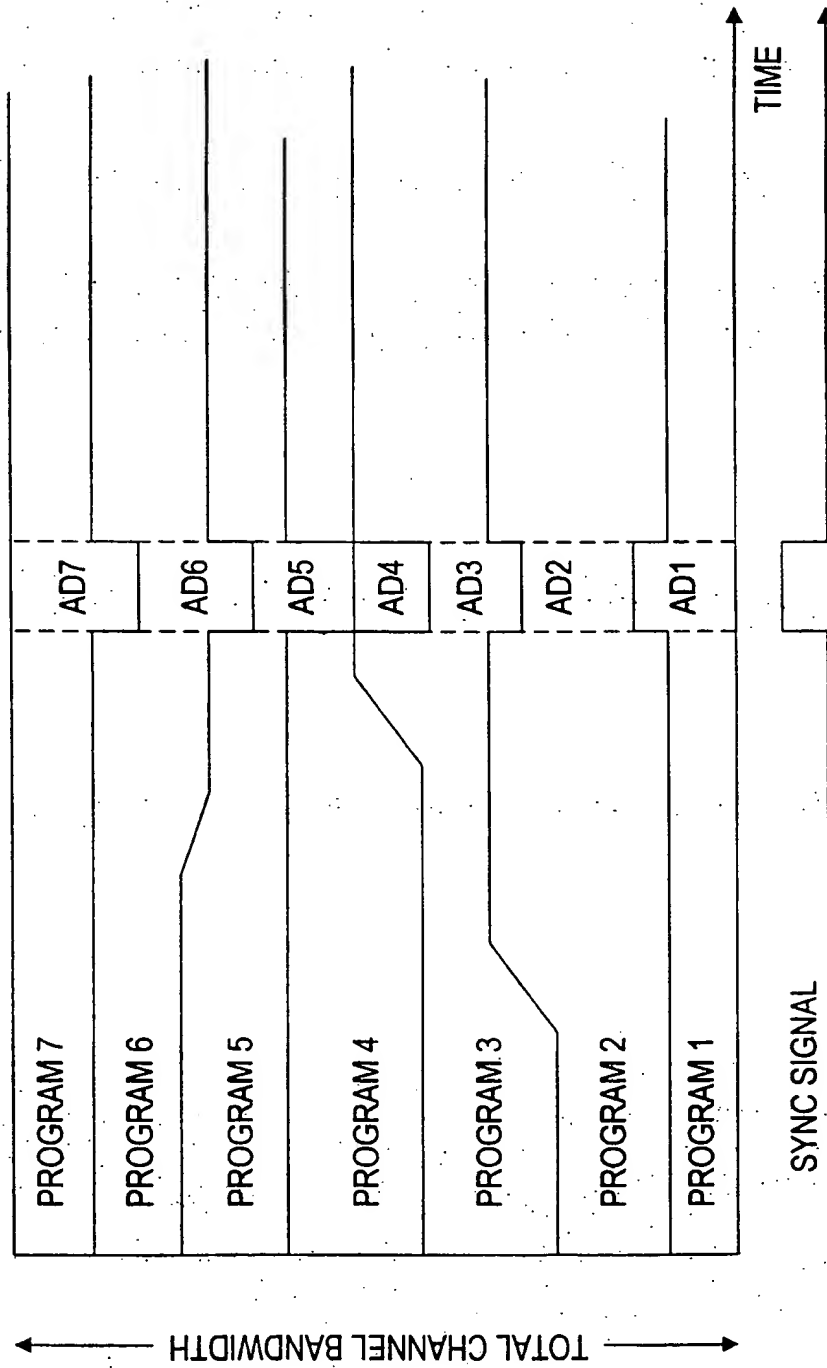 TOTAL CHANNEL BANDWIDTH
PROGRAM 7
PROGRAM 6
PROGRAM 5
PROGRAM 4
PROGRAM 3
PROGRAM 2
PROGRAM 1
AD7
AD6
AD5
AD4
AD3
AD2
AD1
TIME
SYNC SIGNAL